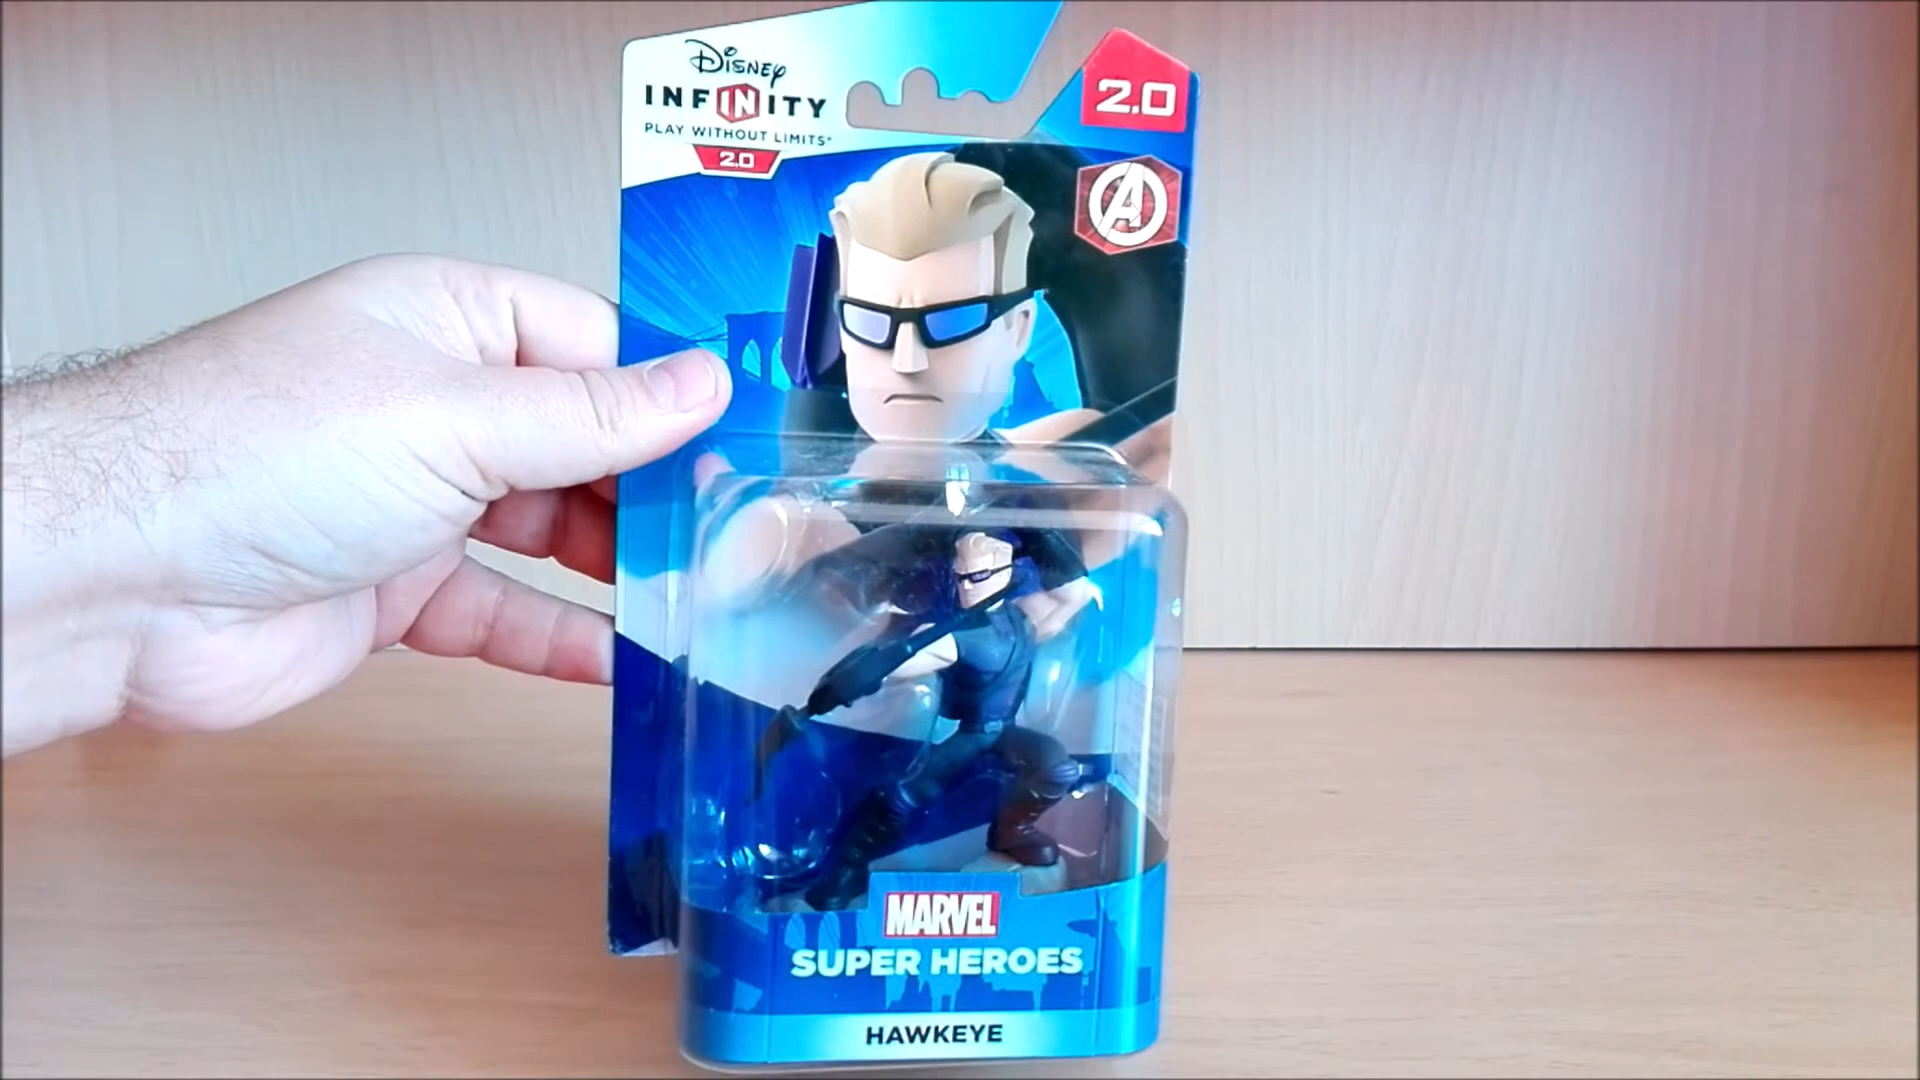 Disney
INFINITY
PLAY WITHOUT LIMITS
2.0
2.0
A
MARVEL
SUPER HEROES
HAWKEYE